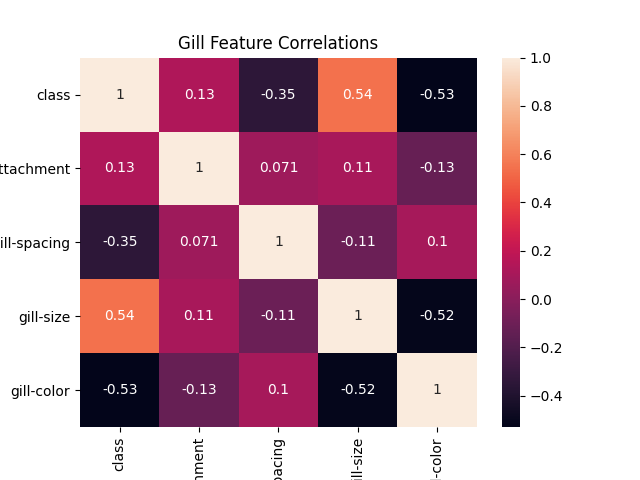 Gill Feature Correlations
class 1 0.13 -0.35 0.54 -0.53
ttachment 0.13 1 0.071 0.11 -0.13
ill-spacing -0.35 0.071 1 -0.11 0.1
gill-size 0.54 0.11 -0.11 1 -0.52
gill-color -0.53 -0.13 0.1 -0.52 1
class
nment
pacing
ill-size
l-color
1.0
0.8
0.6
0.4
0.2
0.0
−0.2
−0.4